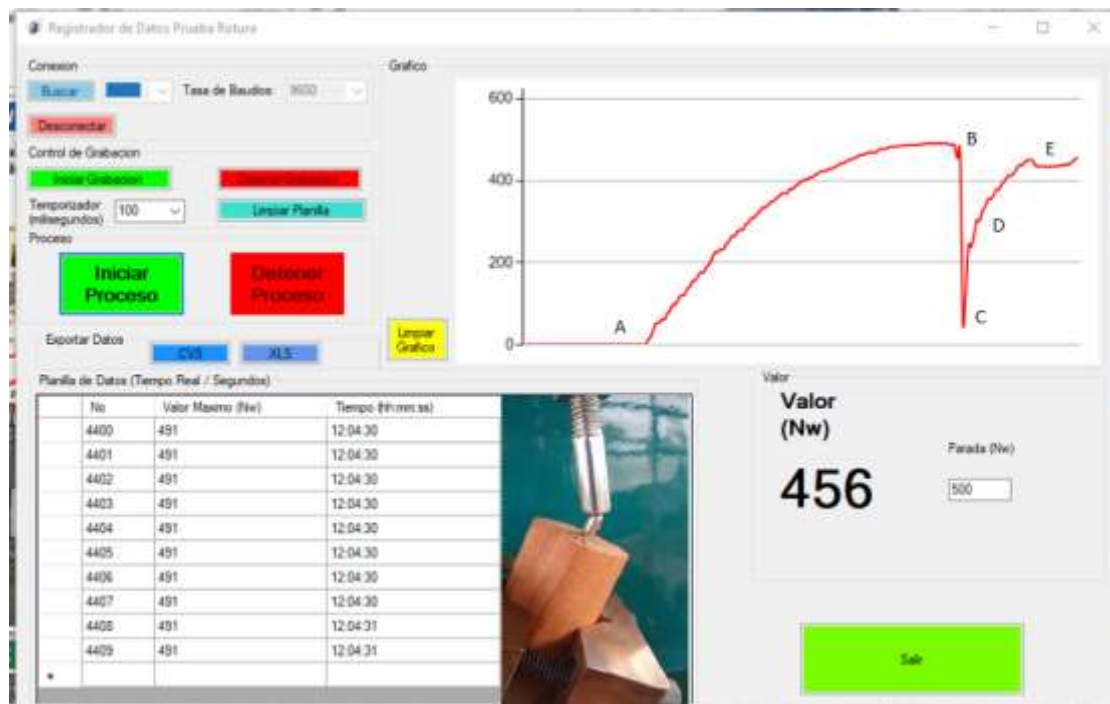 Registrador de Datos Prueba Rotura
Conexion
Buscar
Tasa de Baudios 9600
Desconectar
Control de Grabacion
Iniciar Grabacion
Temporizador
(milisegundos)
100
Limpiar Planilla
Proceso
Iniciar
Proceso
Detener
Proceso
Exportar Datos
CVS
XLS
Grafico
600
400
200
0
A
B
C
D
E
Limpiar
Grafico
Planilla de Datos (Tiempo Real / Segundos)
No Valor Maximo (Nw) Tiempo (hh:mm:ss)
4400 491 12:04:30
4401 491 12:04:30
4402 491 12:04:30
4403 491 12:04:30
4404 491 12:04:30
4405 491 12:04:30
4406 491 12:04:30
4407 491 12:04:30
4408 491 12:04:31
4409 491 12:04:31
Valor
Valor
(Nw)
456
Parada (Nw)
500
Salir